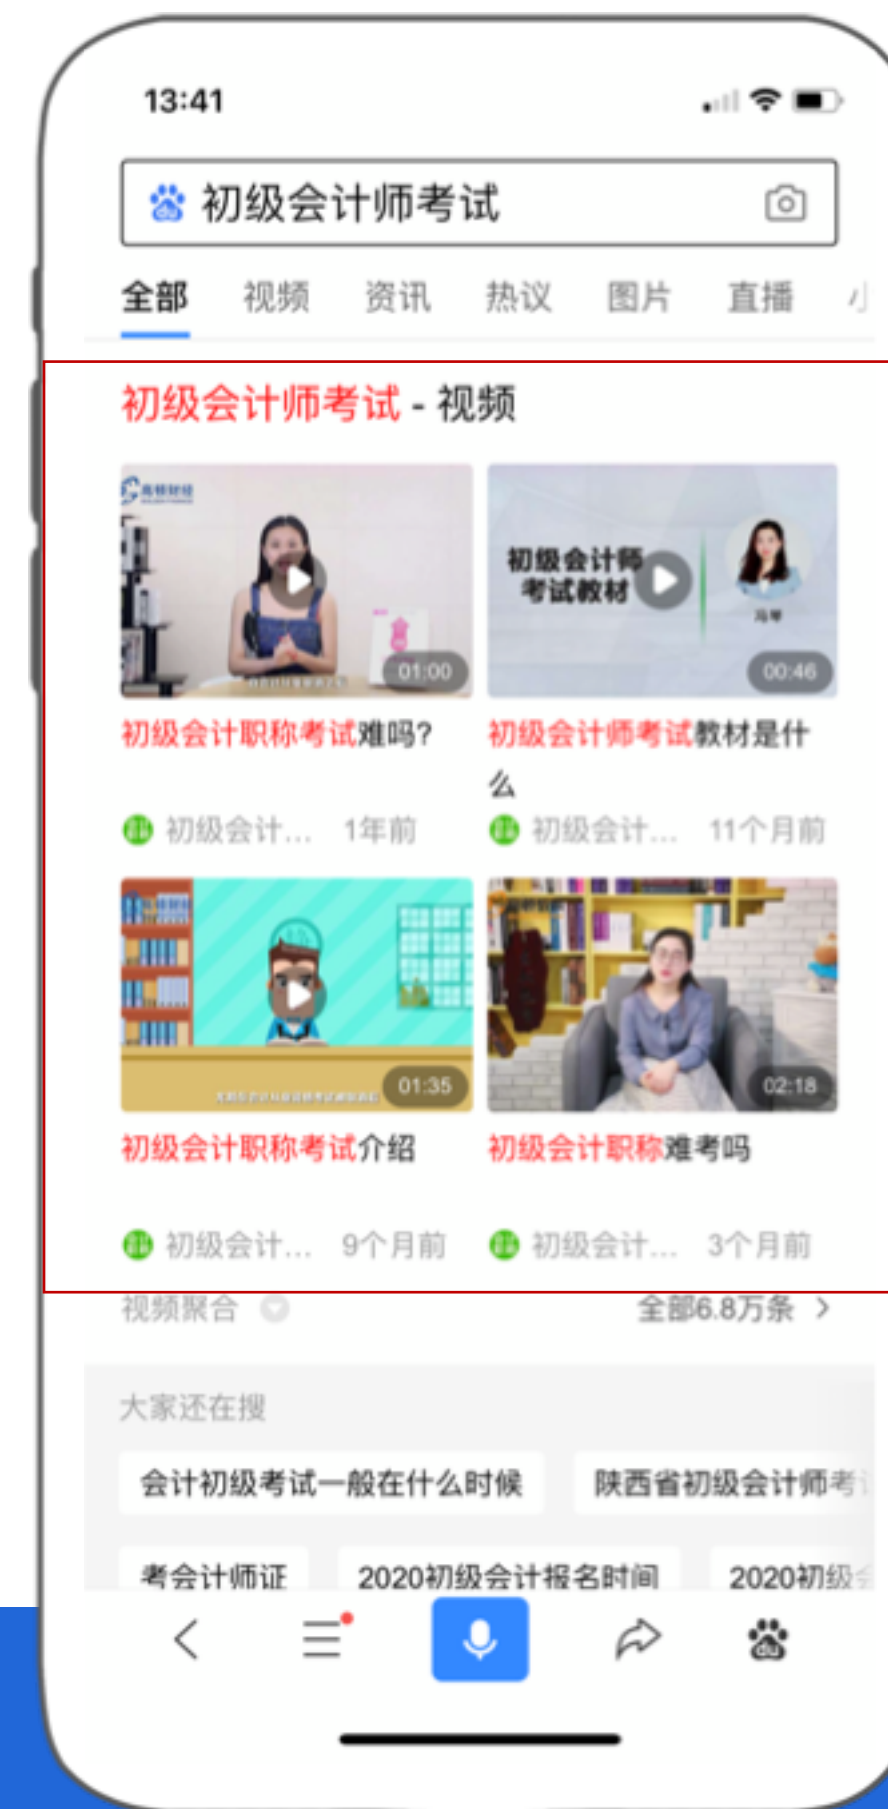 13:41
初级会计师考试
全部 视频 资讯 热议 图片 直播 小
初级会计师考试 - 视频
高顿财经
初级会计师
考试教材
冯琴
01:00
00:46
初级会计职称考试难吗?
初级会计师考试教材是什
么
初级会计... 1年前
初级会计... 11个月前
01:35
02:18
初级会计职称考试介绍
初级会计职称难考吗
初级会计... 9个月前
初级会计... 3个月前
视频聚合
全部6.8万条 >
大家还在搜
会计初级考试一般在什么时候
陕西省初级会计师考
考会计师证
2020初级会计报名时间
2020初级会
du